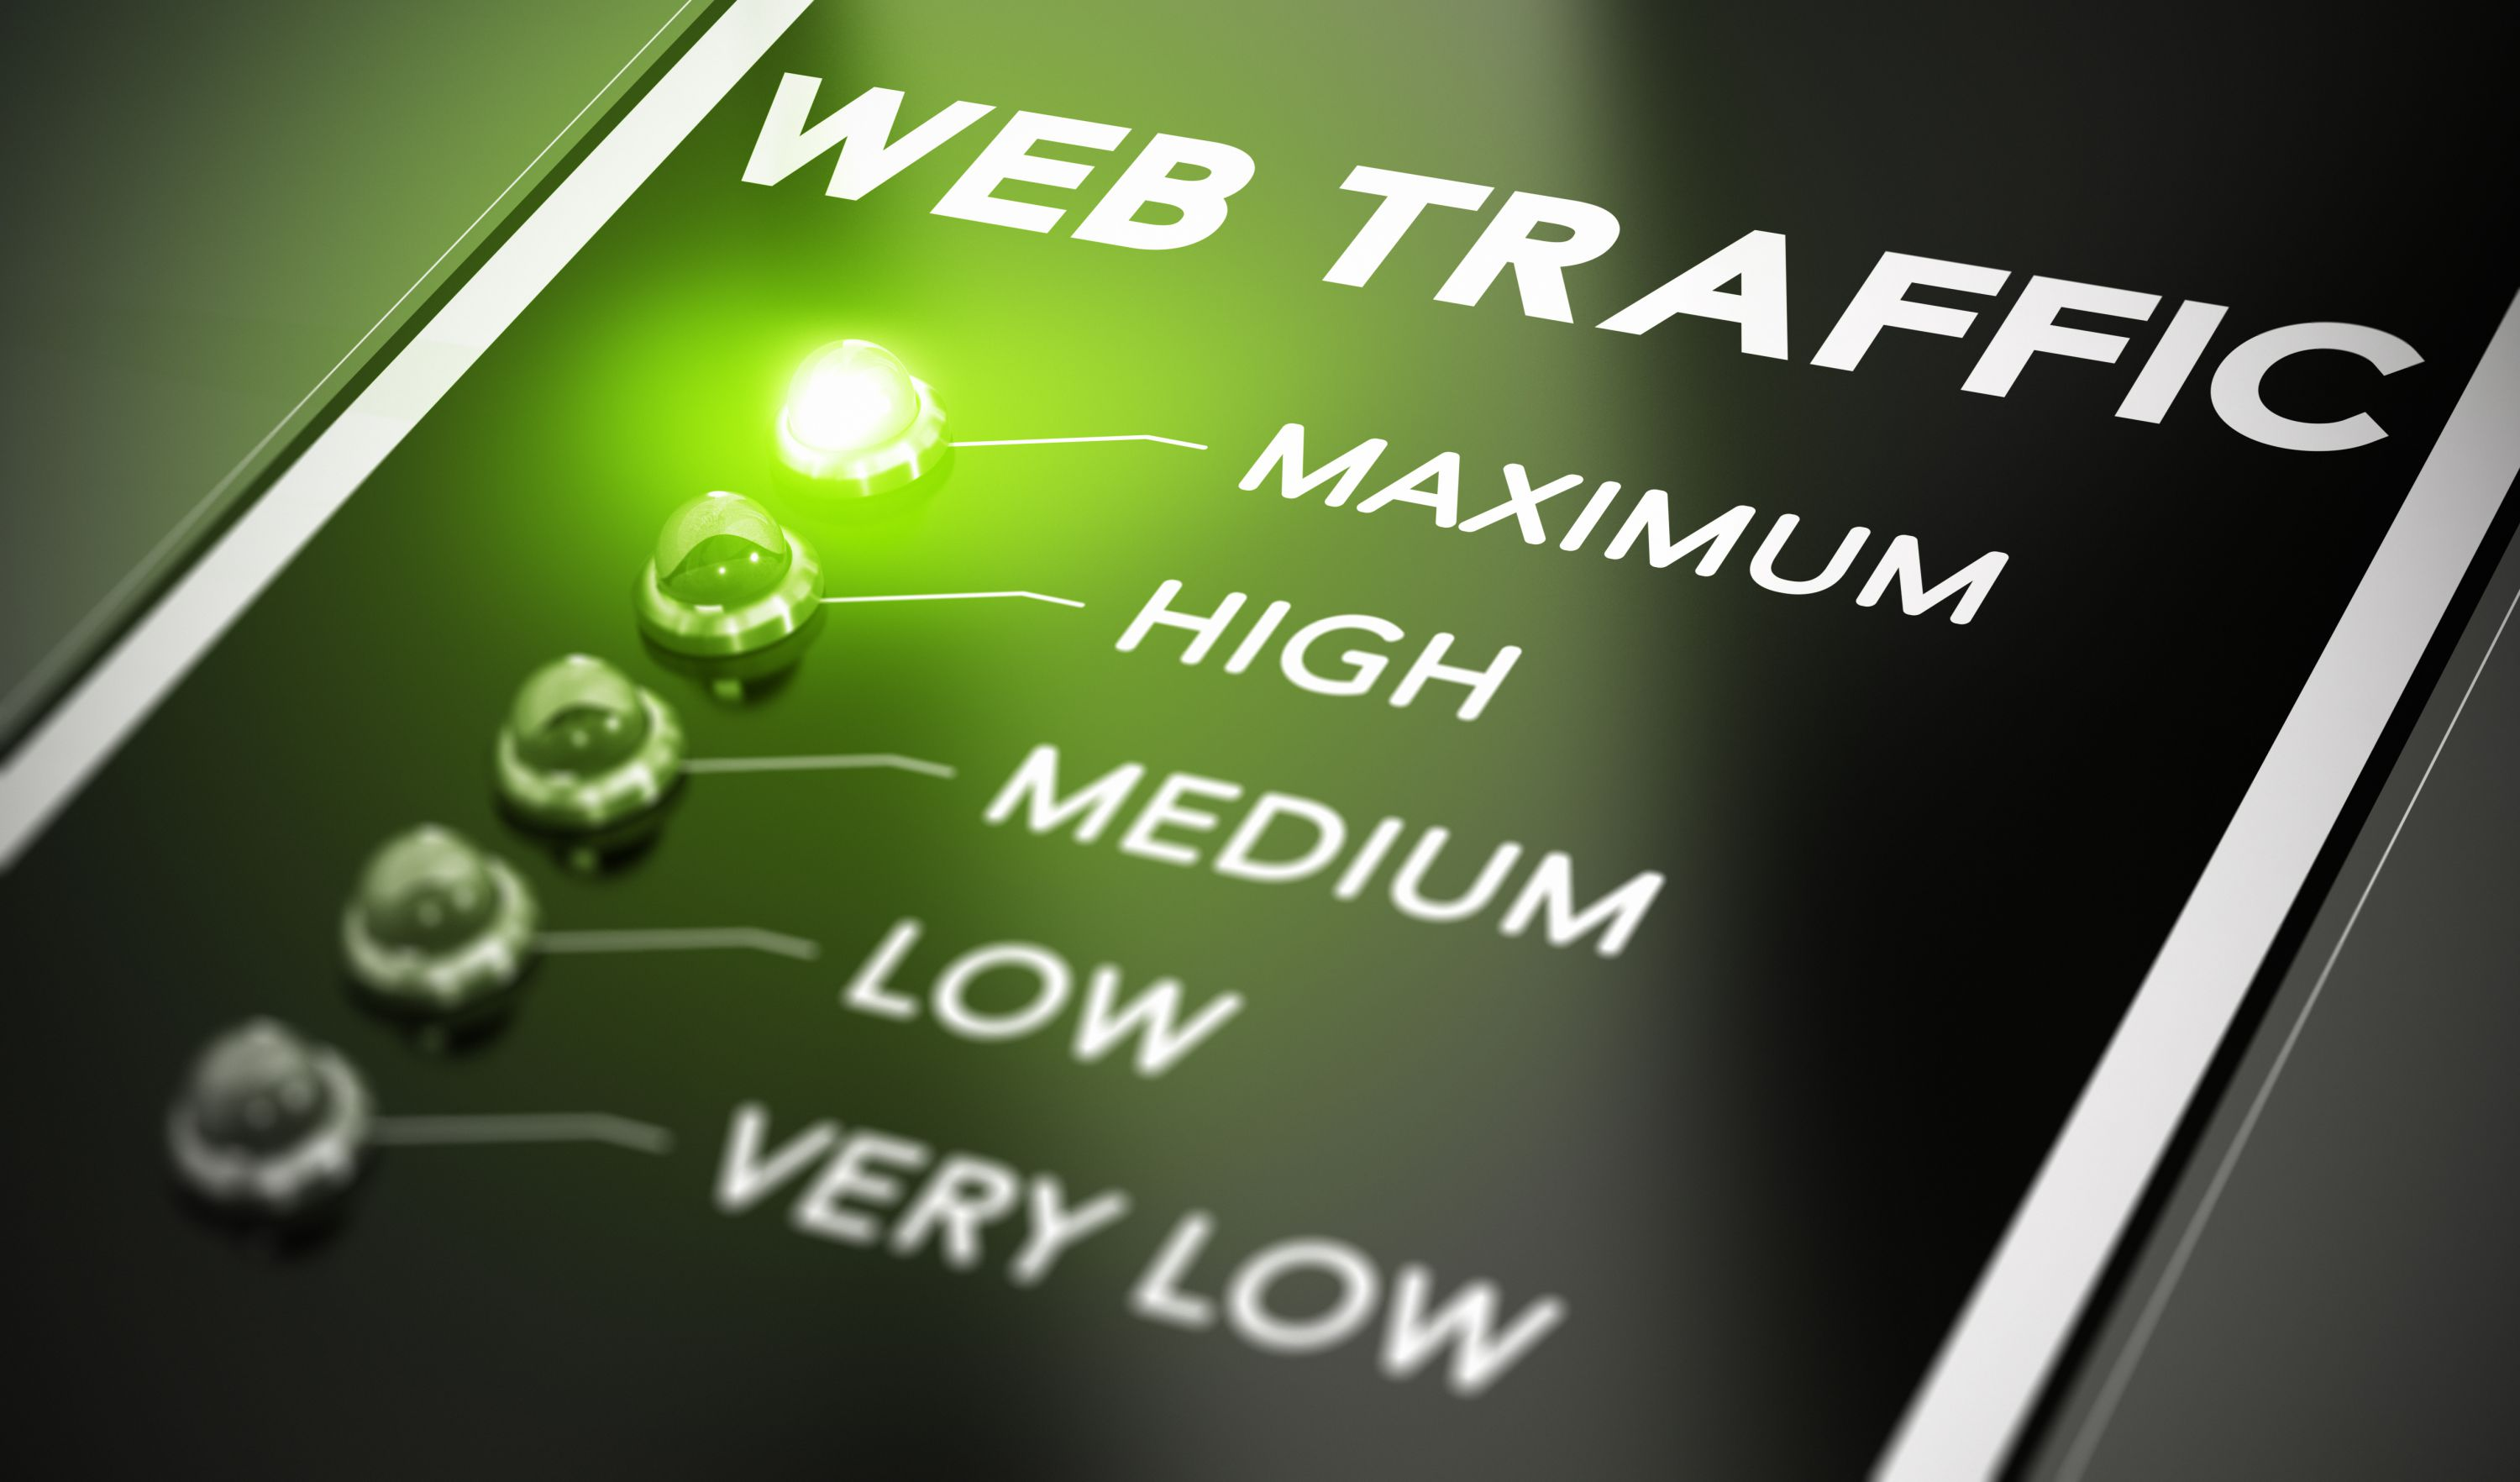 WEB TRAFFIC
MAXIMUM
HIGH
MEDIUM
LOW
VERY LOW